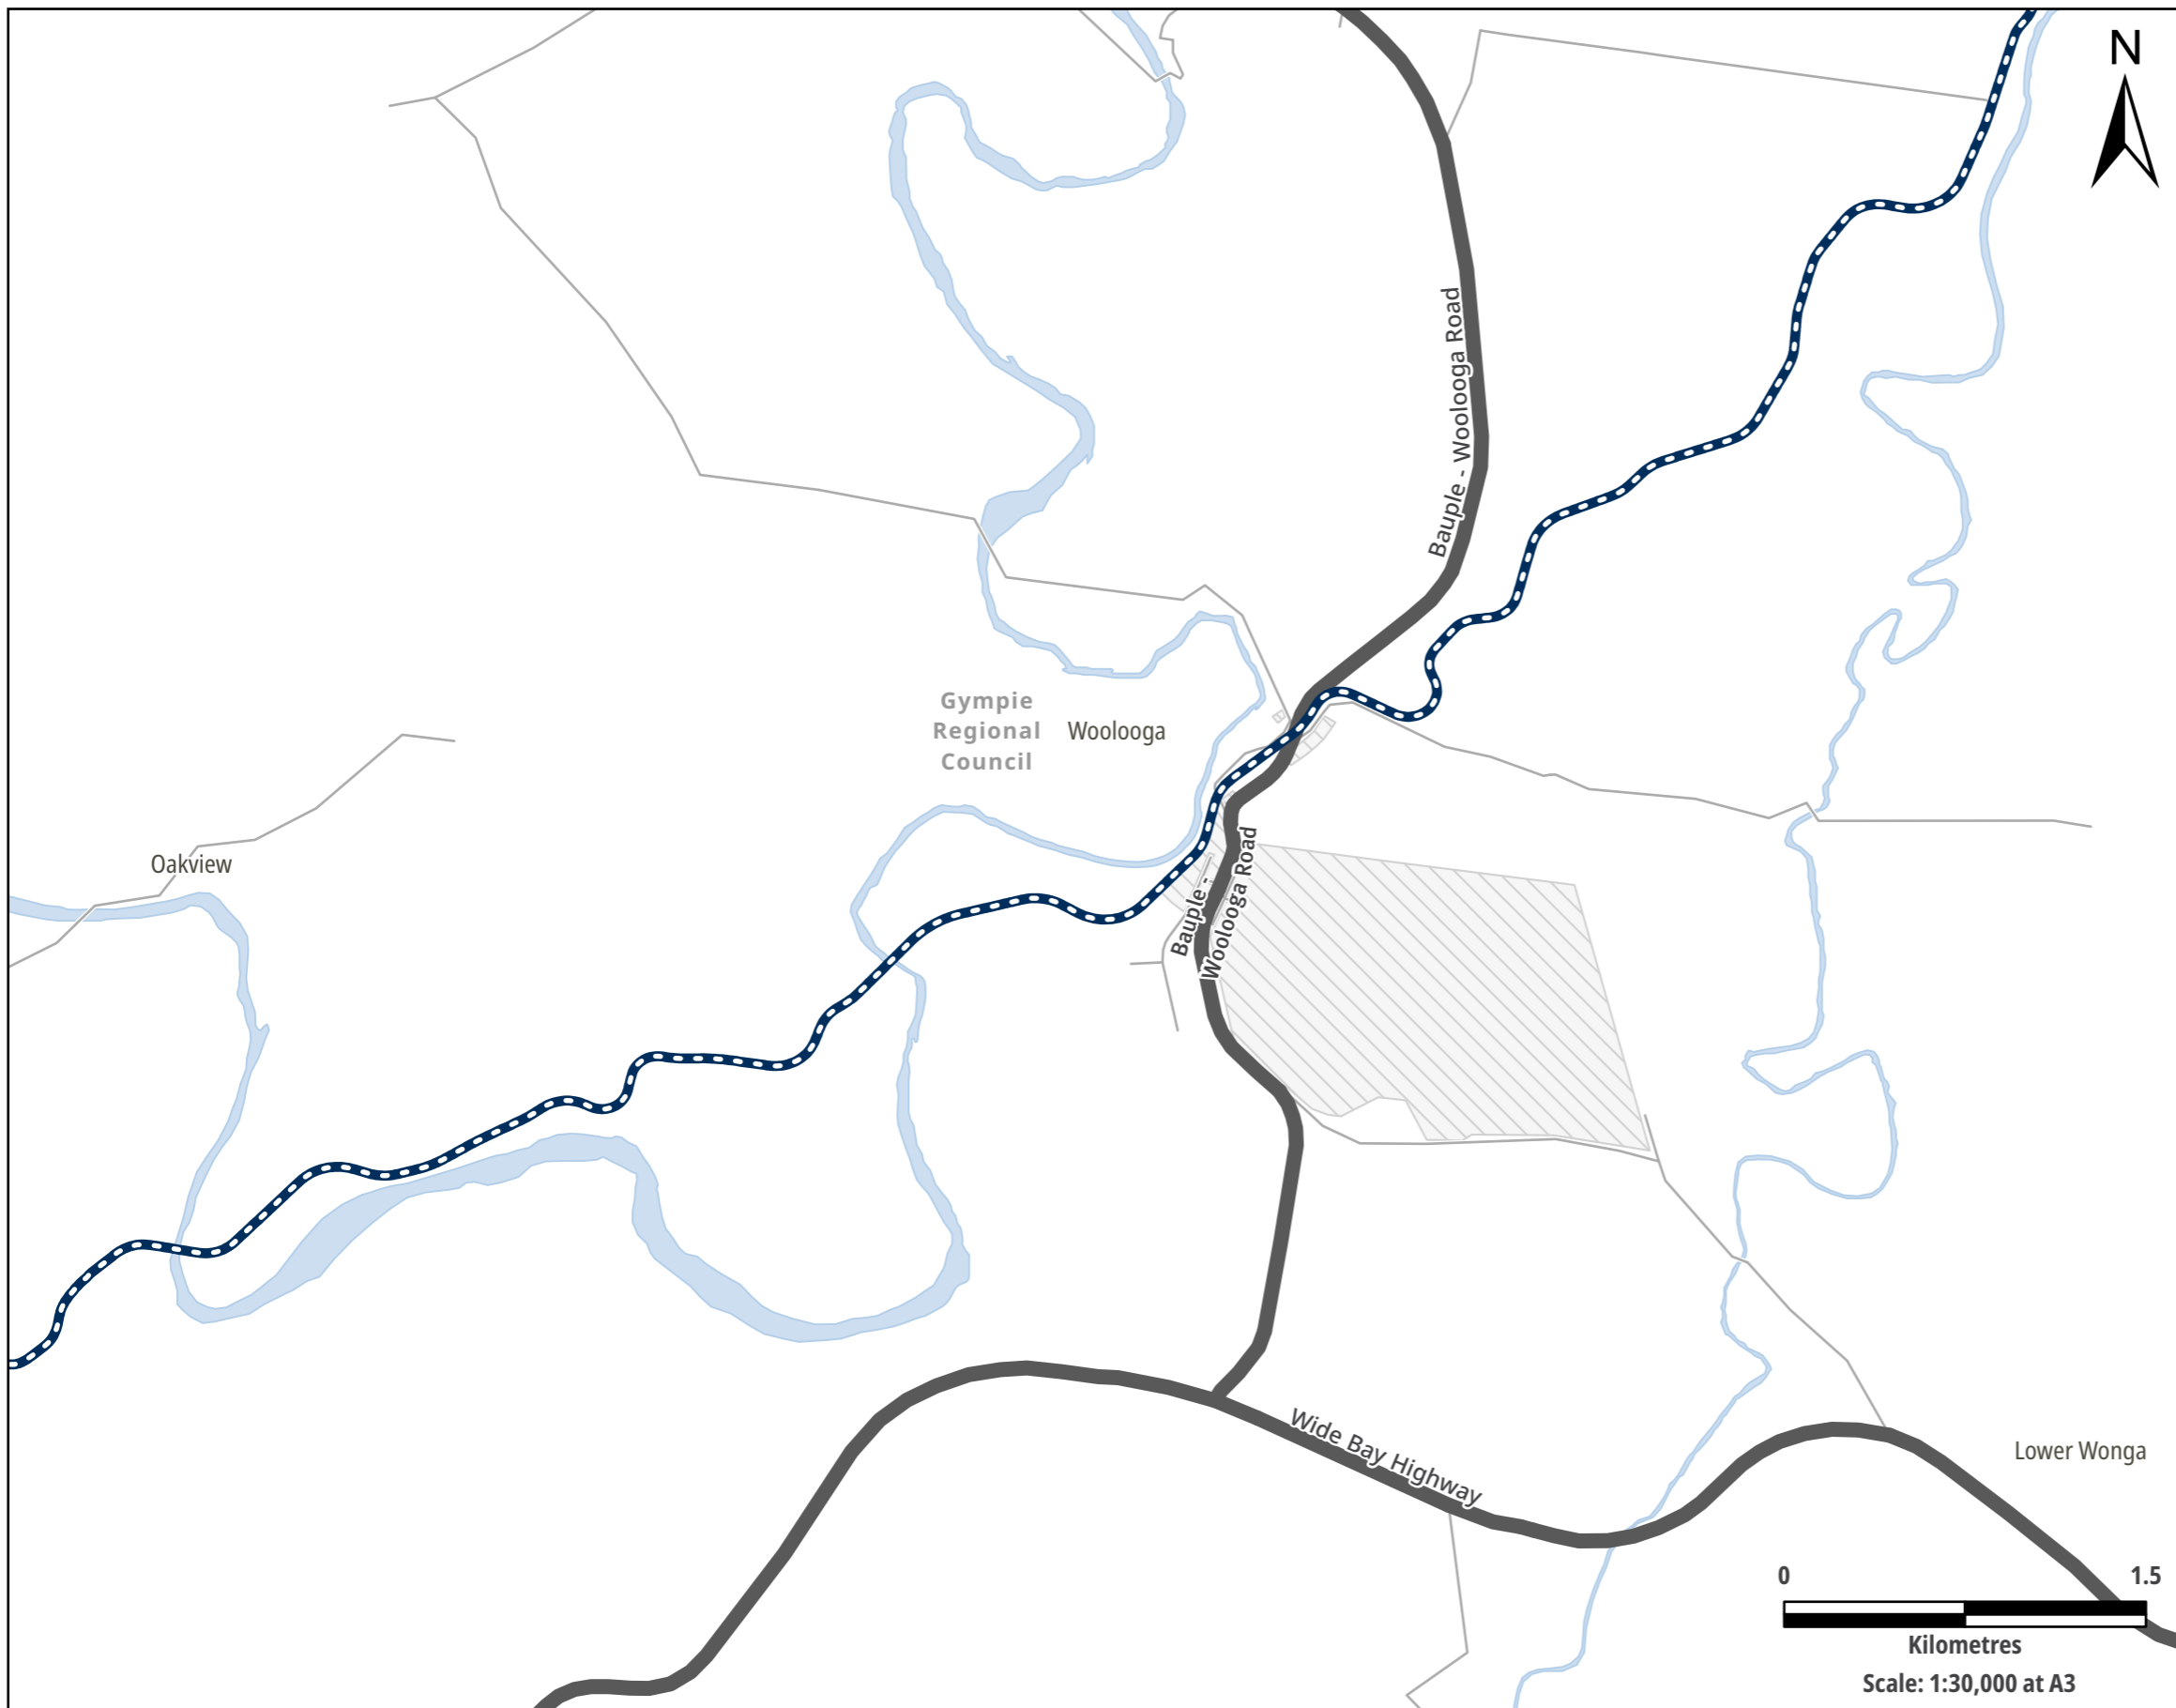 N
Bauple - Woolooga Road
Gympie
Regional
Council
Woolooga
Oakview
Bauple -
Woolooga Road
Wide Bay Highway
Lower Wonga
0 1.5
Kilometres
Scale: 1:30,000 at A3